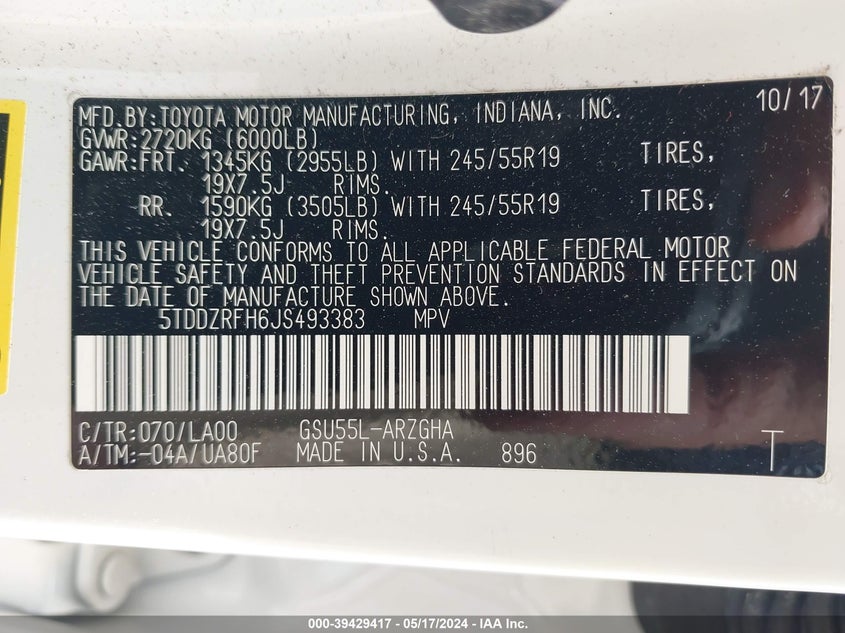 MFD.BY:TOYOTA MOTOR MANUFACTURING, INDIANA, INC. 10/17
GVWR:2720KG (6000LB)
GAWR:FRT. 1345KG (2955LB) WITH 245/55R19 TIRES,
19X7.5J RIMS.
RR. 1590KG (3505LB) WITH 245/55R19 TIRES,
19X7.5J RIMS.
THIS VEHICLE CONFORMS TO ALL APPLICABLE FEDERAL MOTOR
VEHICLE SAFETY AND THEFT PREVENTION STANDARDS IN EFFECT ON
THE DATE OF MANUFACTURE SHOWN ABOVE.
5TDDZRFH6JS493383 MPV
C/TR:070/LA00 GSU55L-ARZGHA
A/TM:-04A/UA80F MADE IN U.S.A. 896 T
000-39429417 - 05/17/2024 - IAA Inc.